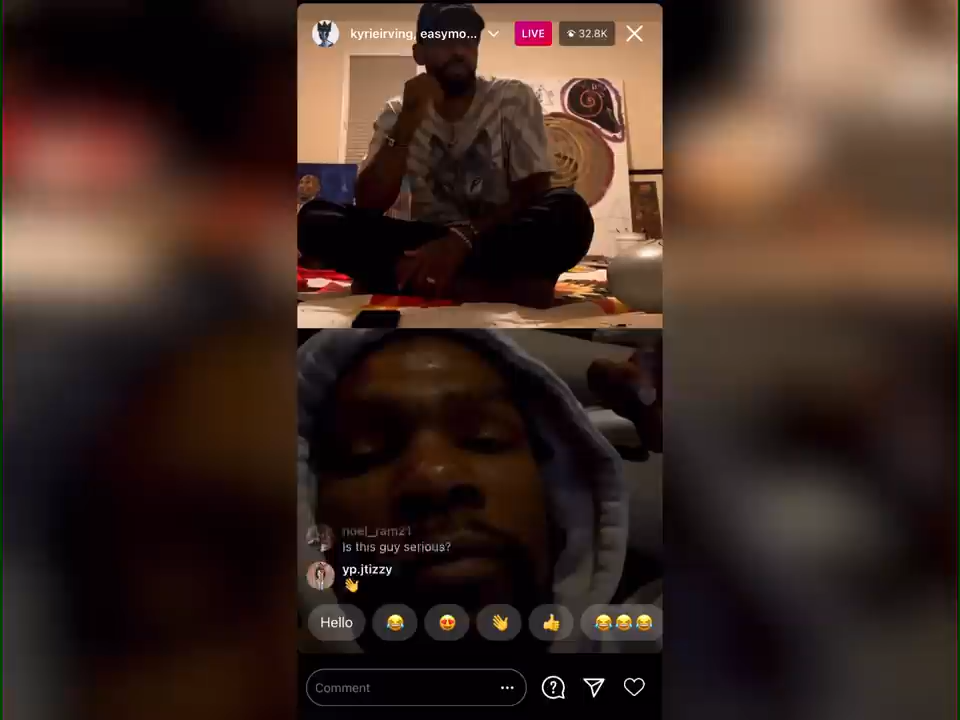 kyrieirving, easymo...
LIVE
32.8K
noel_ram21
is this guy serious?
yp.jtizzy
👋
Hello
😂
😍
👋
👍
😂😂😂
Comment